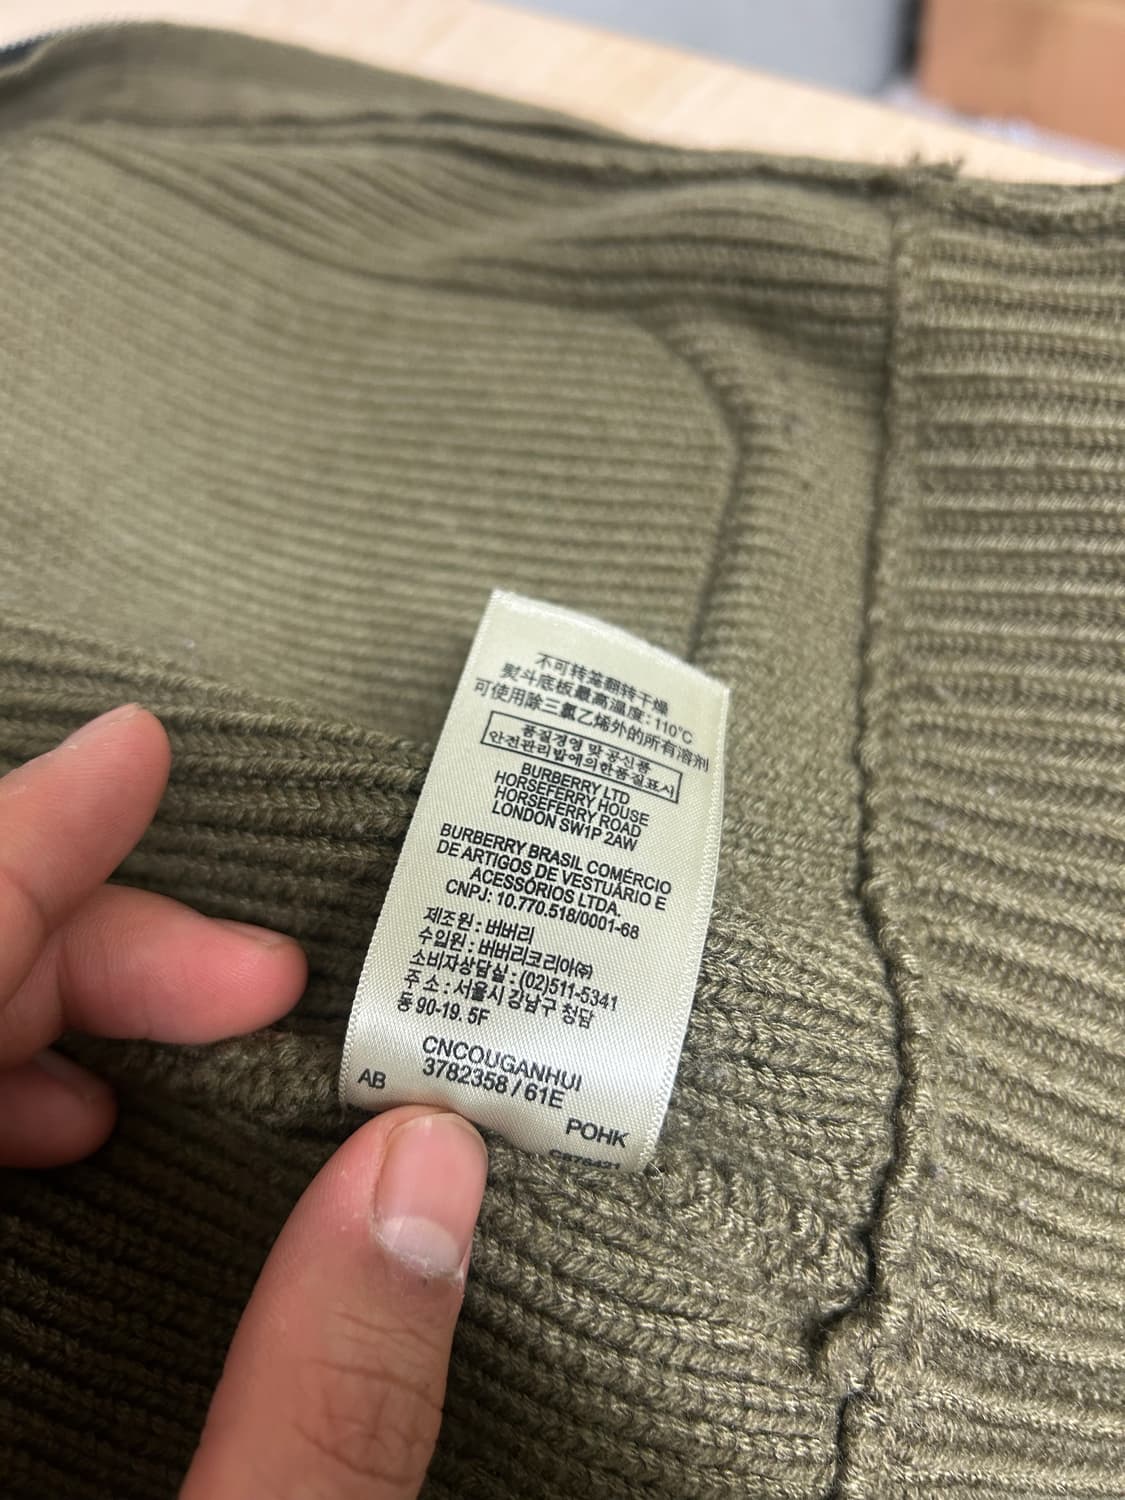 不可转笼翻转干燥
熨斗底板最高温度:110℃
可使用除三氯乙烯外的所有溶剂
품질경영 및 공산품
안전관리법에의한품질표시
BURBERRY LTD
HORSEFERRY HOUSE
HORSEFERRY ROAD
LONDON SW1P 2AW
BURBERRY BRASIL COMÉRCIO
DE ARTIGOS DE VESTUÁRIO E
ACESSÓRIOS LTDA.
CNPJ: 10.770.518/0001-68
제조원 : 버버리
수입원 : 버버리코리아㈜
소비자상담실 : (02)511-5341
주 소 : 서울시 강남구 청담
동 90-19. 5F
CNCOUGANHUI
3782358 / 61E
AB
POHK